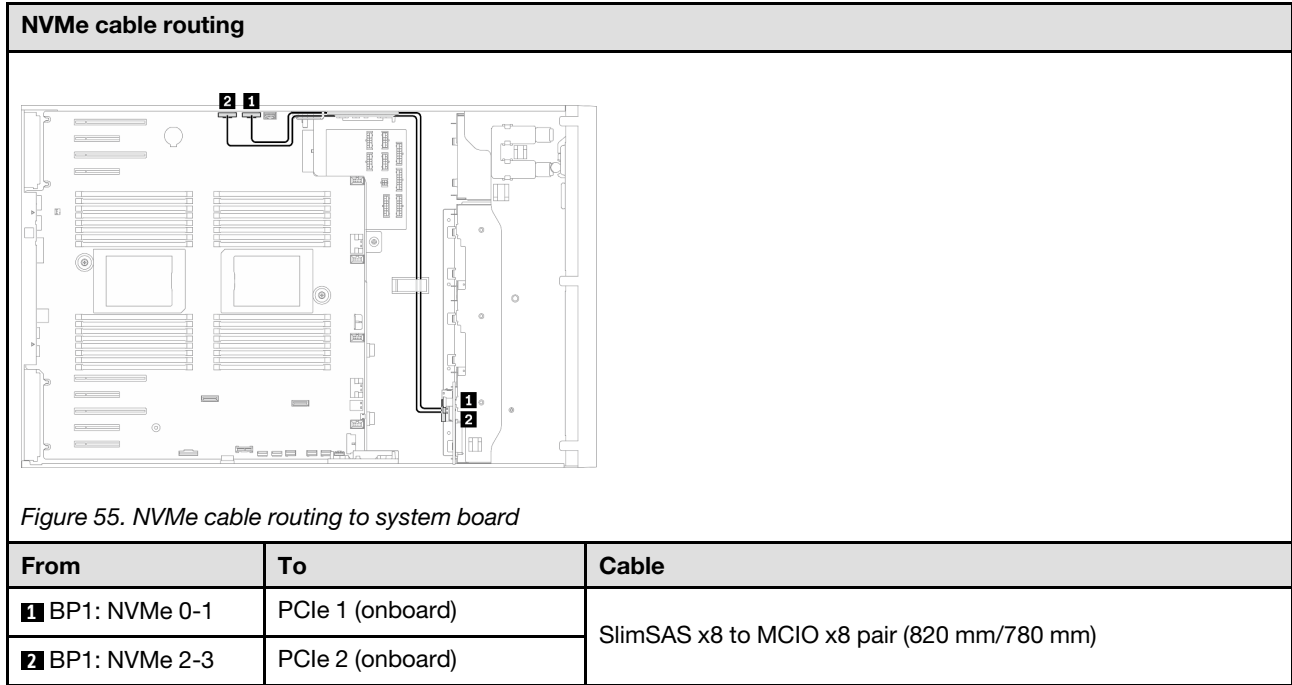 NVMe cable routing
2 1
1
2
Figure 55. NVMe cable routing to system board
From To Cable
1 BP1: NVMe 0-1 PCIe 1 (onboard) SlimSAS x8 to MCIO x8 pair (820 mm/780 mm)
2 BP1: NVMe 2-3 PCIe 2 (onboard)